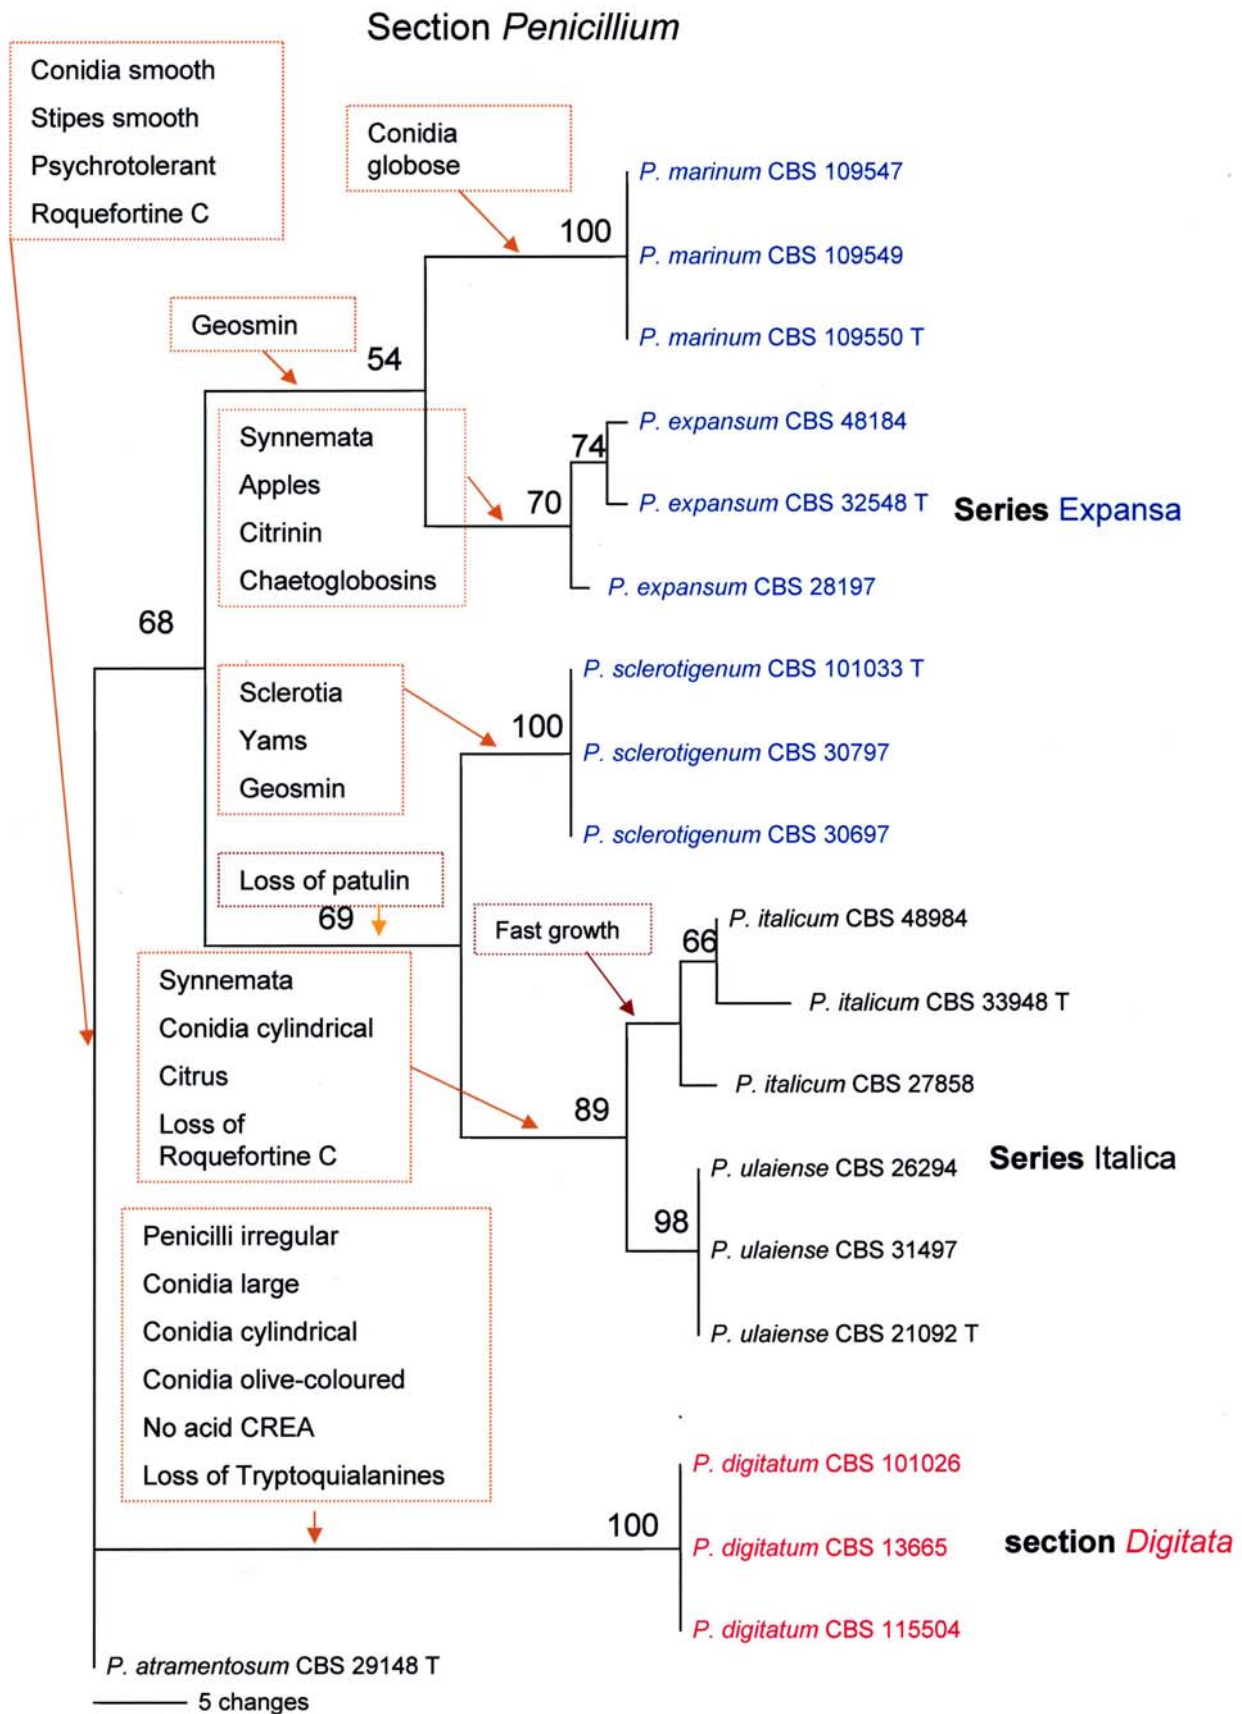 Section Penicillium
Conidia smooth
Stipes smooth
Psychrotolerant
Roquefortine C
Conidia
globose
P. marinum CBS 109547
100
P. marinum CBS 109549
P. marinum CBS 109550 T
Geosmin
54
Synnemata
Apples
Citrinin
Chaetoglobosins
P. expansum CBS 48184
74
70
P. expansum CBS 32548 T
Series Expansa
P. expansum CBS 28197
68
Sclerotia
Yams
Geosmin
P. sclerotigenum CBS 101033 T
100
P. sclerotigenum CBS 30797
P. sclerotigenum CBS 30697
Loss of patulin
69
Fast growth
P. italicum CBS 48984
66
P. italicum CBS 33948 T
P. italicum CBS 27858
Synnemata
Conidia cylindrical
Citrus
Loss of
Roquefortine C
89
P. ulaiense CBS 26294
Series Italica
98
P. ulaiense CBS 31497
P. ulaiense CBS 21092 T
Penicilli irregular
Conidia large
Conidia cylindrical
Conidia olive-coloured
No acid CREA
Loss of Tryptoquialanines
P. digitatum CBS 101026
100
P. digitatum CBS 13665
section Digitata
P. digitatum CBS 115504
P. atramentosum CBS 29148 T
5 changes